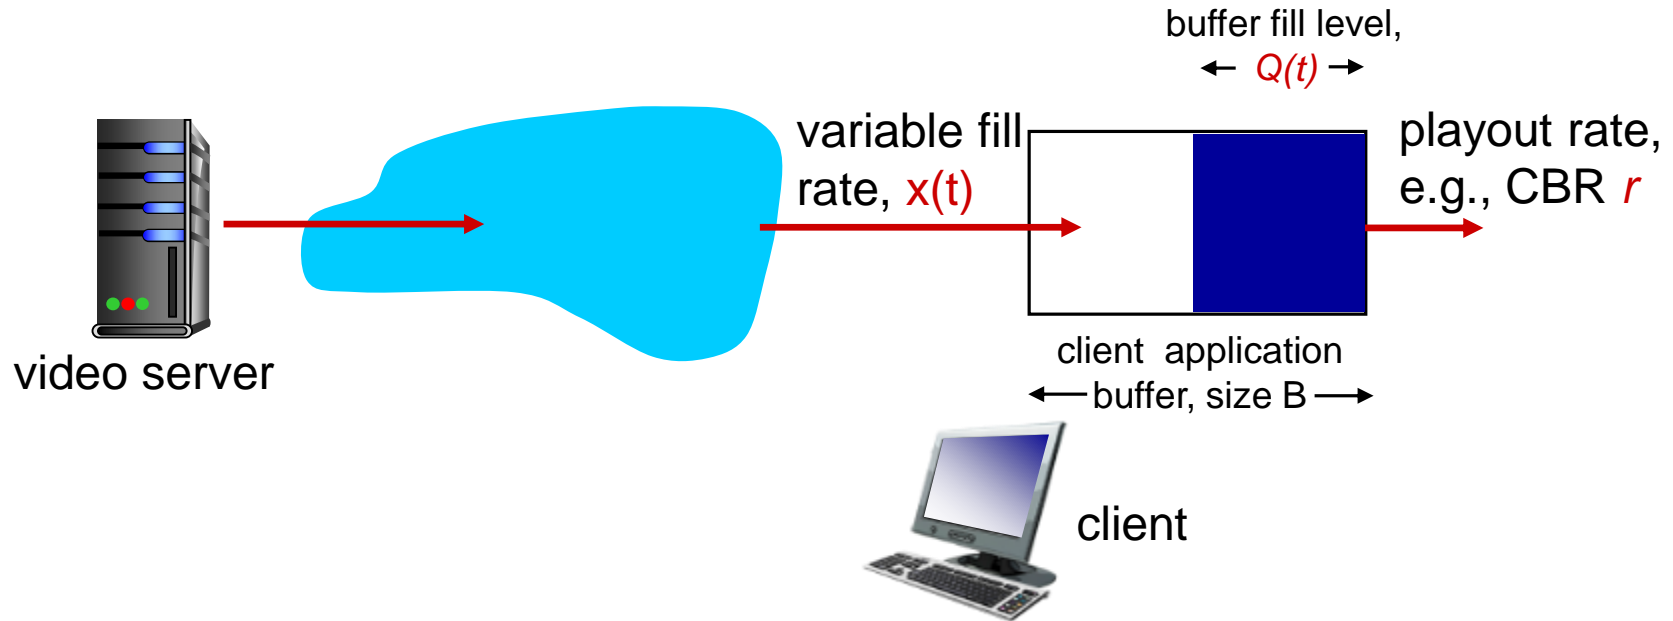 buffer fill level,
Q(t)
variable fill
rate, x(t)
playout rate,
e.g., CBR r
video server
client application
buffer, size B
client